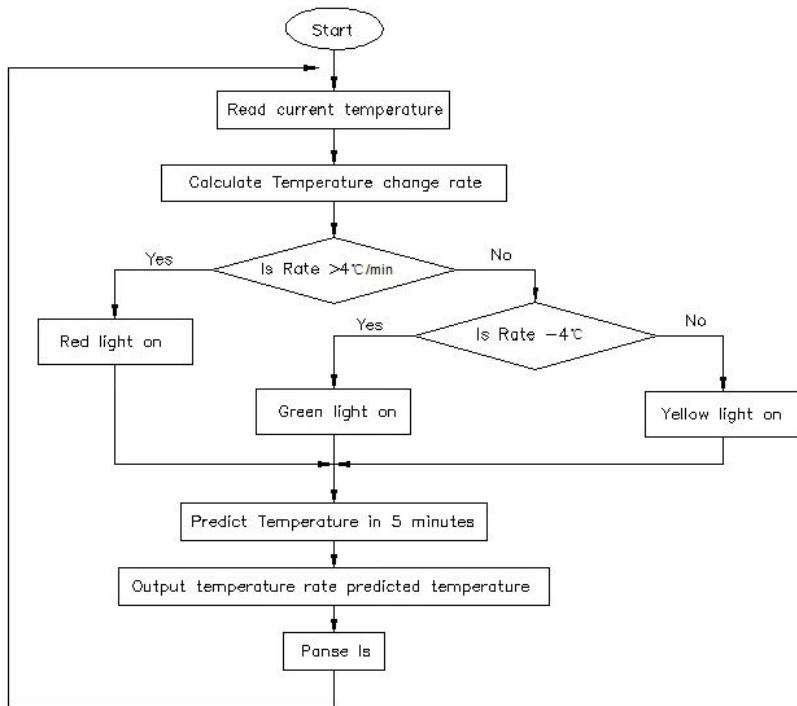 Start
Read current temperature
Calculate Temperature change rate
Is Rate >4℃/min
Yes
No
Red light on
Is Rate −4℃
Yes
No
Green light on
Yellow light on
Predict Temperature in 5 minutes
Output temperature rate predicted temperature
Panse ls